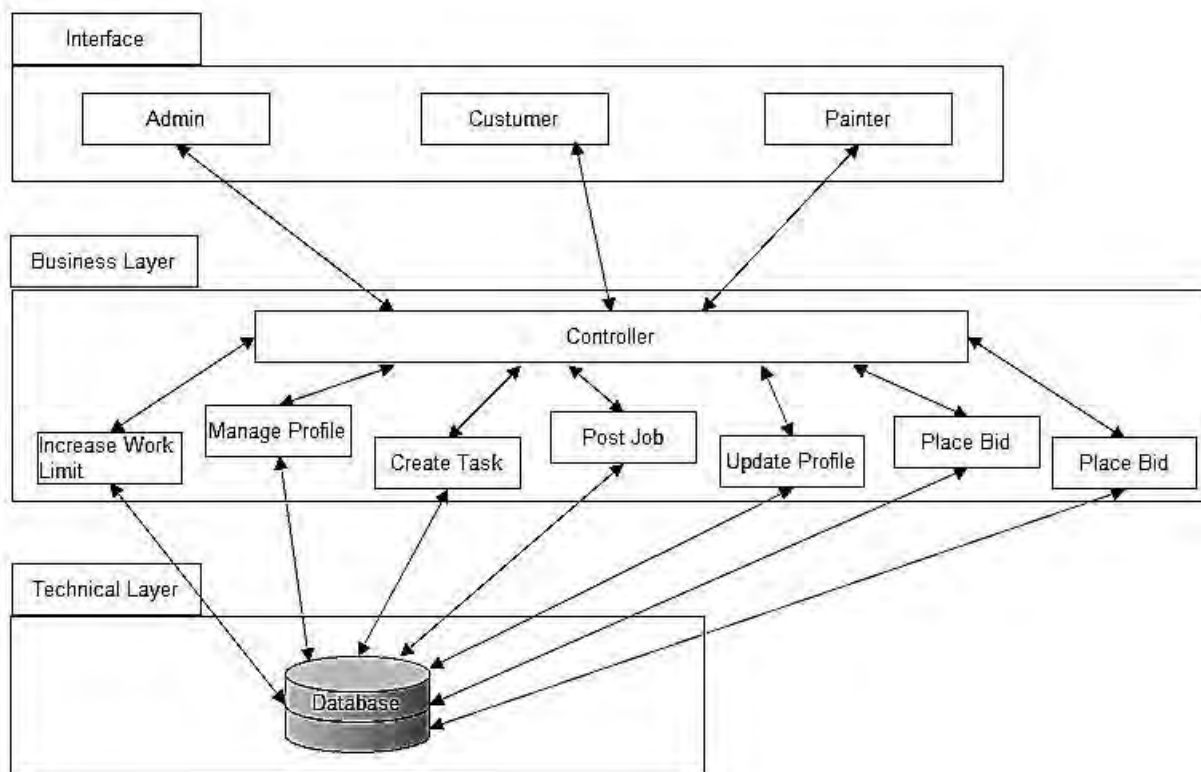 Interface
Admin
Custumer
Painter
Business Layer
Controller
Increase Work
Limit
Manage Profile
Create Task
Post Job
Update Profile
Place Bid
Place Bid
Technical Layer
Database